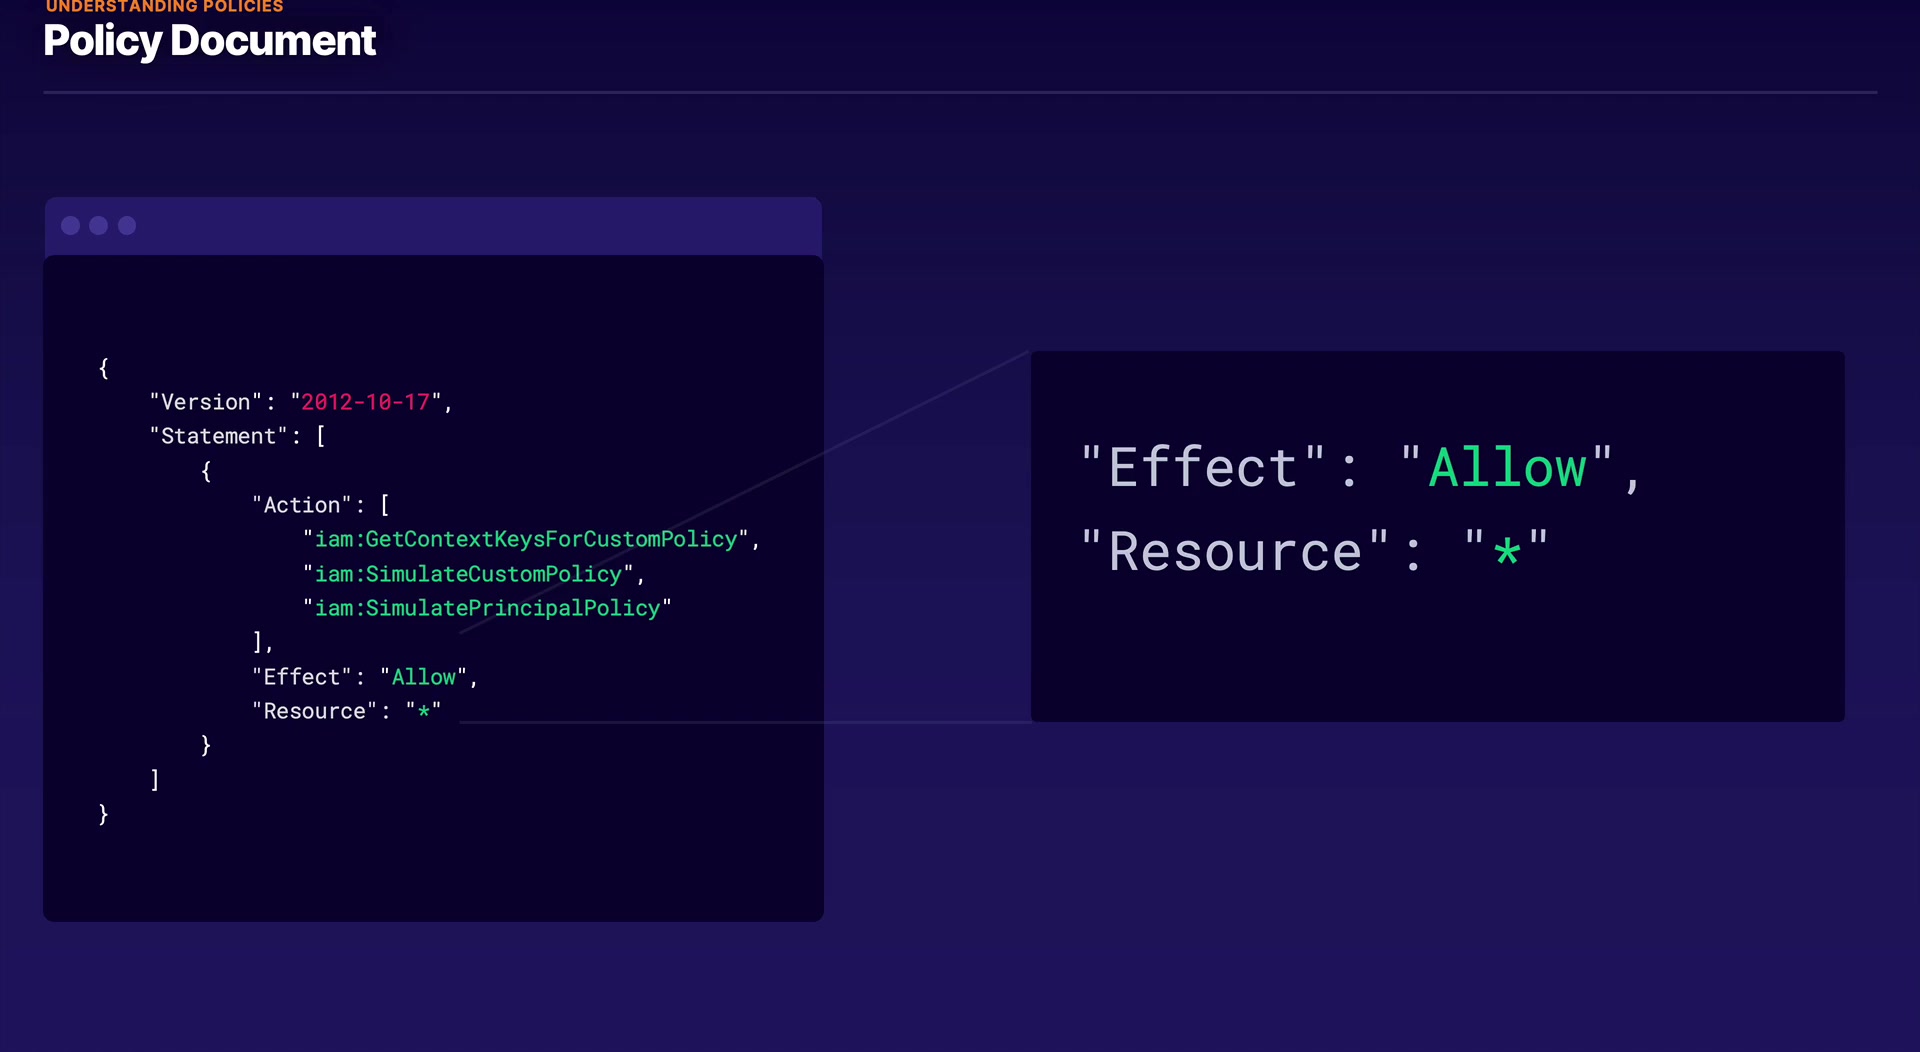 UNDERSTANDING POLICIES
Policy Document
{
"Version": "2012-10-17",
"Statement": [
{
"Action": [
"iam:GetContextKeysForCustomPolicy",
"iam:SimulateCustomPolicy",
"iam:SimulatePrincipalPolicy"
],
"Effect": "Allow",
"Resource": "*"
}
]
}
"Effect": "Allow",
"Resource": "*"